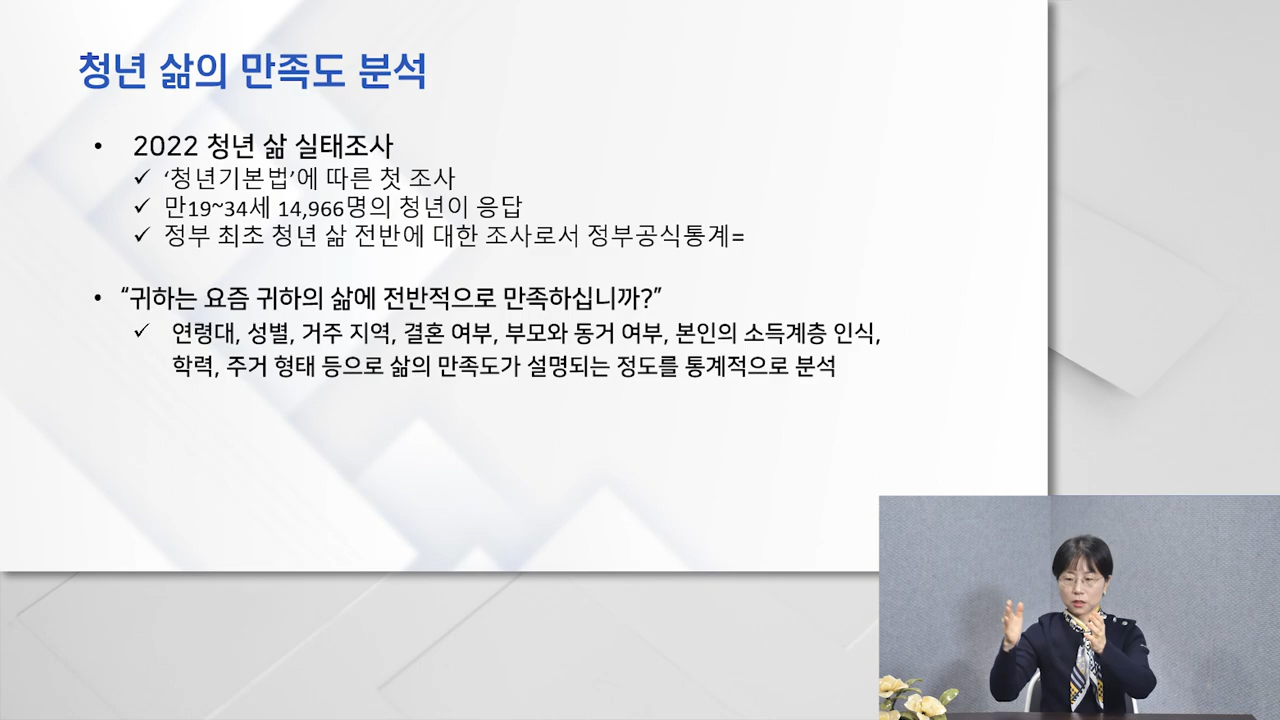 청년 삶의 만족도 분석
• 2022 청년 삶 실태조사
✓ ‘청년기본법’에 따른 첫 조사
✓ 만19~34세 14,966명의 청년이 응답
✓ 정부 최초 청년 삶 전반에 대한 조사로서 정부공식통계=
• “귀하는 요즘 귀하의 삶에 전반적으로 만족하십니까?”
✓ 연령대, 성별, 거주 지역, 결혼 여부, 부모와 동거 여부, 본인의 소득계층 인식,
학력, 주거 형태 등으로 삶의 만족도가 설명되는 정도를 통계적으로 분석